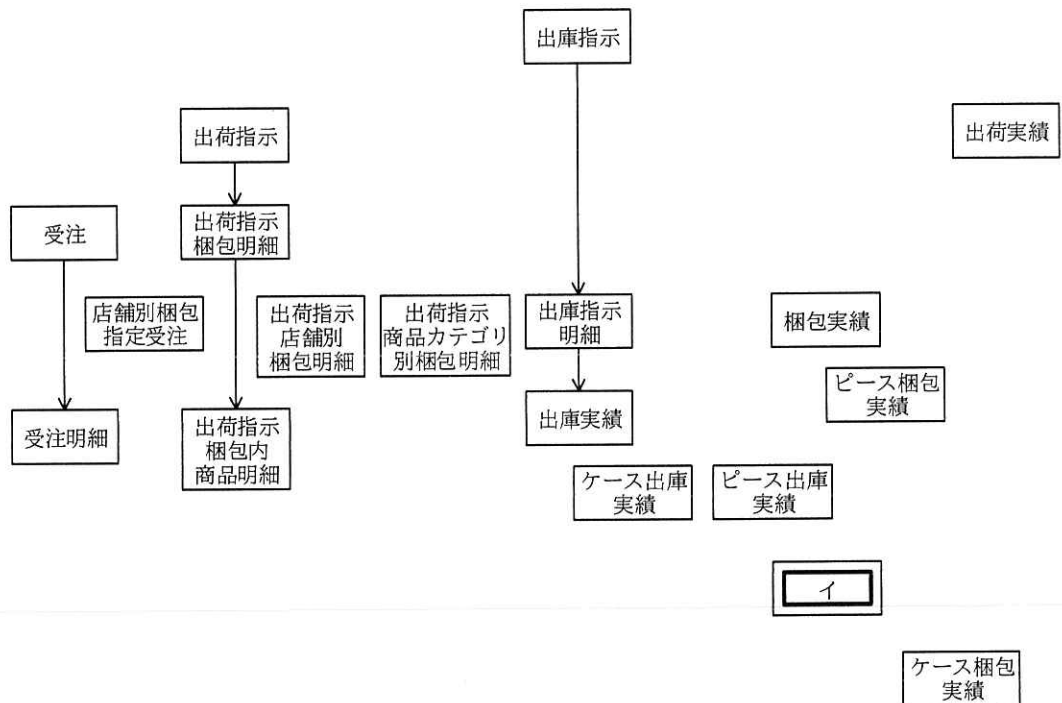 出庫指示
出荷指示
出荷実績
受注
出荷指示
梱包明細
店舗別梱包
指定受注
出荷指示
店舗別
梱包明細
出荷指示
商品カテゴリ
別梱包明細
出庫指示
明細
梱包実績
ピース梱包
実績
受注明細
出荷指示
梱包内
商品明細
出庫実績
ケース出庫
実績
ピース出庫
実績
イ
ケース梱包
実績